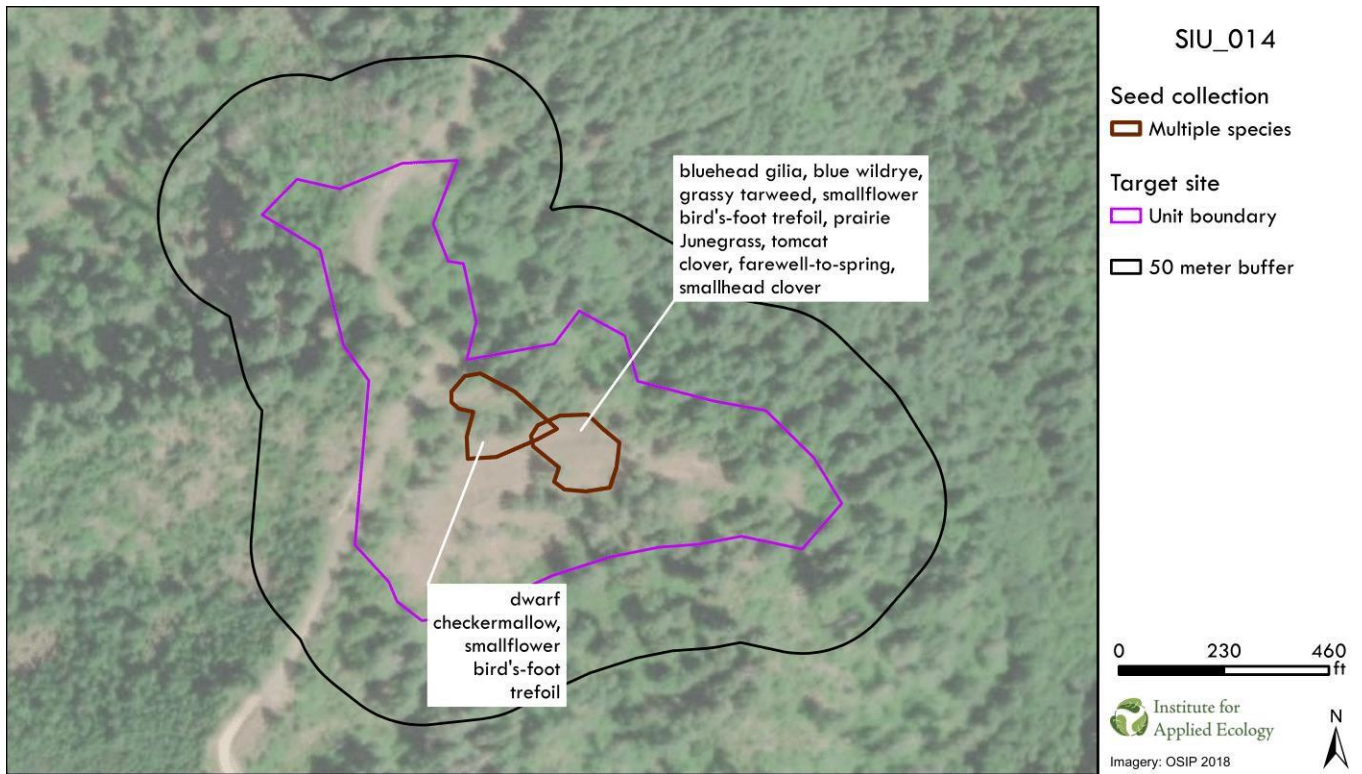 SIU_014
Seed collection
Multiple species
Target site
Unit boundary
50 meter buffer
bluehead gilia, blue wildrye,
grassy tarweed, smallflower
bird's-foot trefoil, prairie
Junegrass, tomcat
clover, farewell-to-spring,
smallhead clover
dwarf
checkermallow,
smallflower
bird's-foot
trefoil
0 230 460
ft
Institute for
Applied Ecology
N
Imagery: OSIP 2018